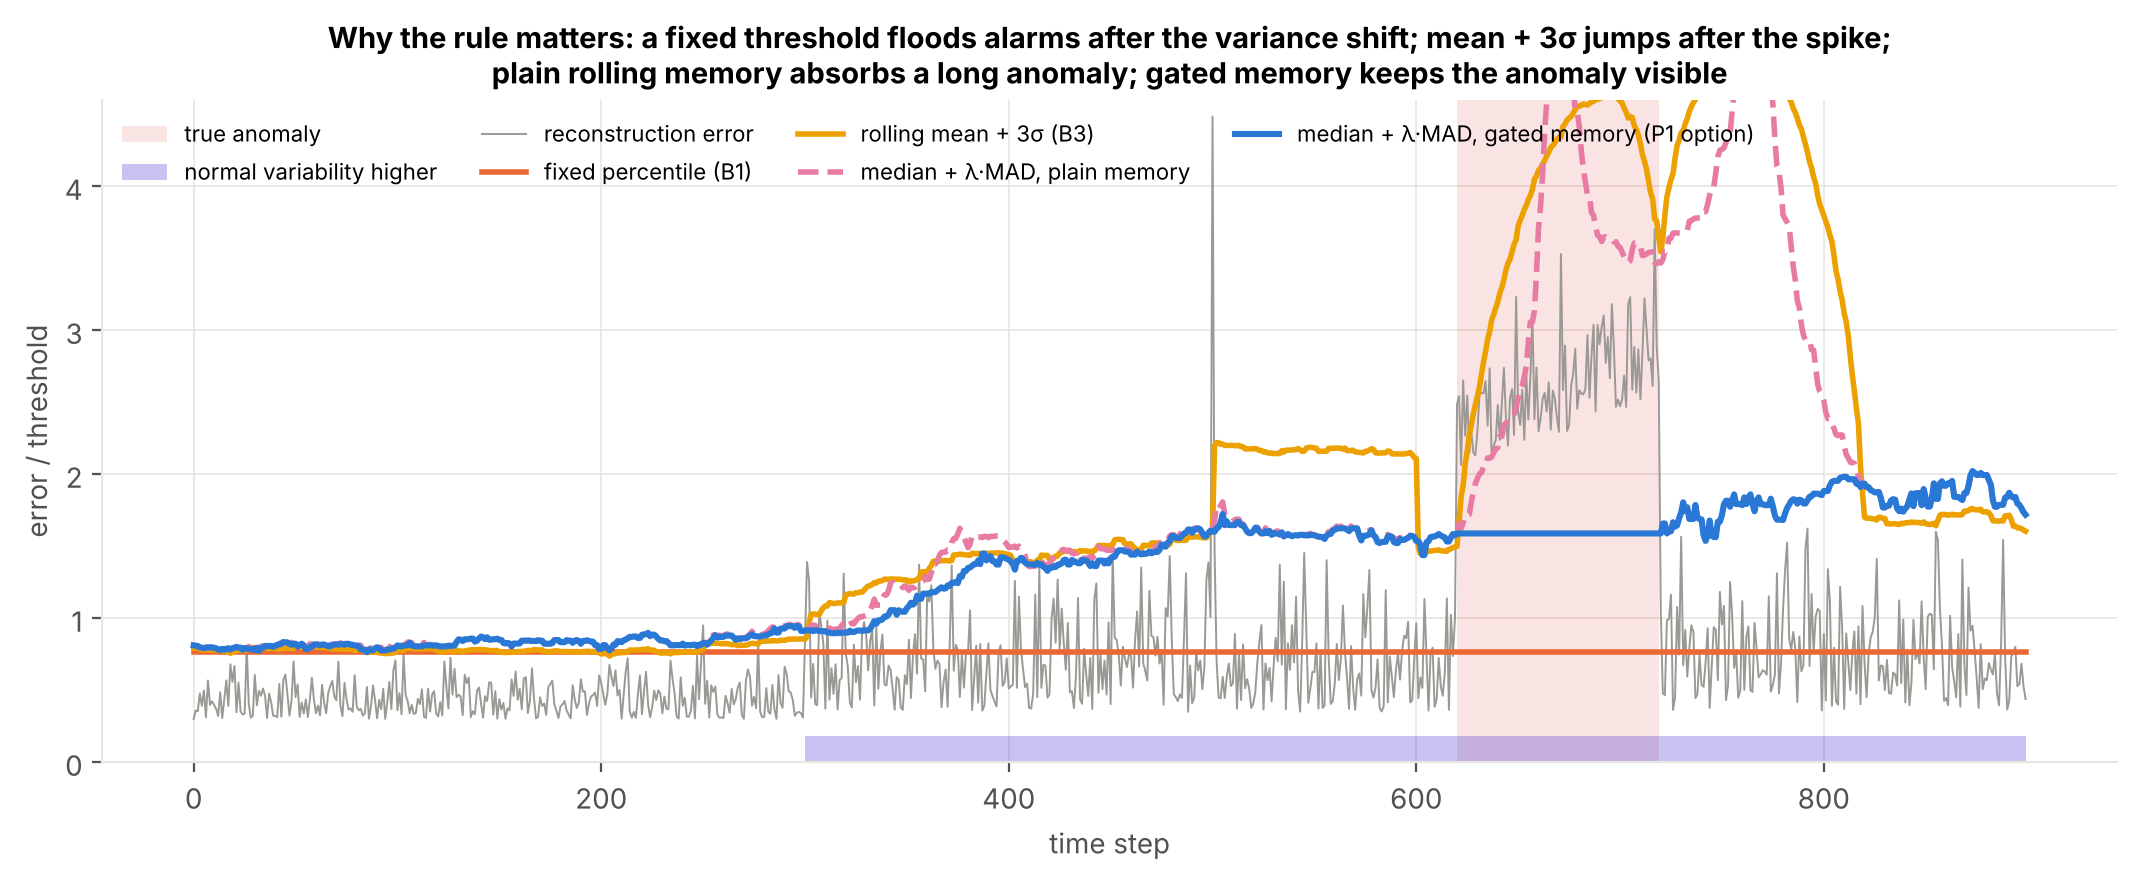 Why the rule matters: a fixed threshold floods alarms after the variance shift; mean + 3σ jumps after the spike;
plain rolling memory absorbs a long anomaly; gated memory keeps the anomaly visible
true anomaly
normal variability higher
reconstruction error
fixed percentile (B1)
rolling mean + 3σ (B3)
median + λ·MAD, plain memory
median + λ·MAD, gated memory (P1 option)
error / threshold
4
3
2
1
0
0
200
400
600
800
time step